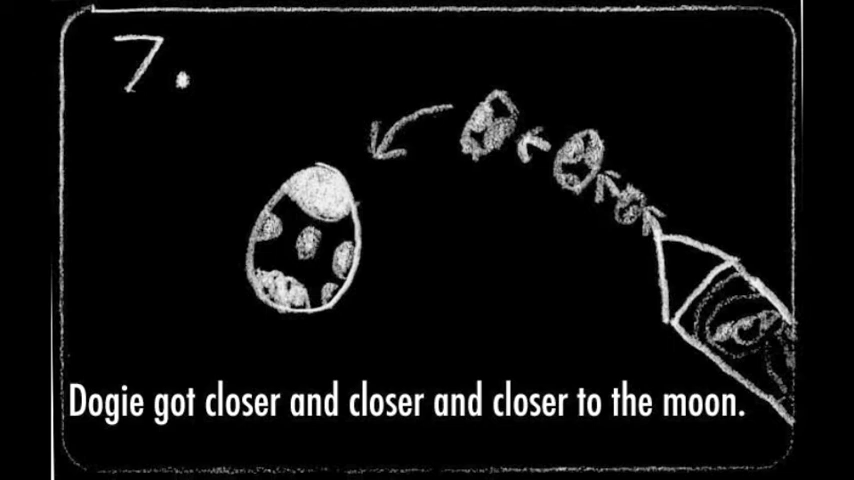 7.
Dogie got closer and closer and closer to the moon.